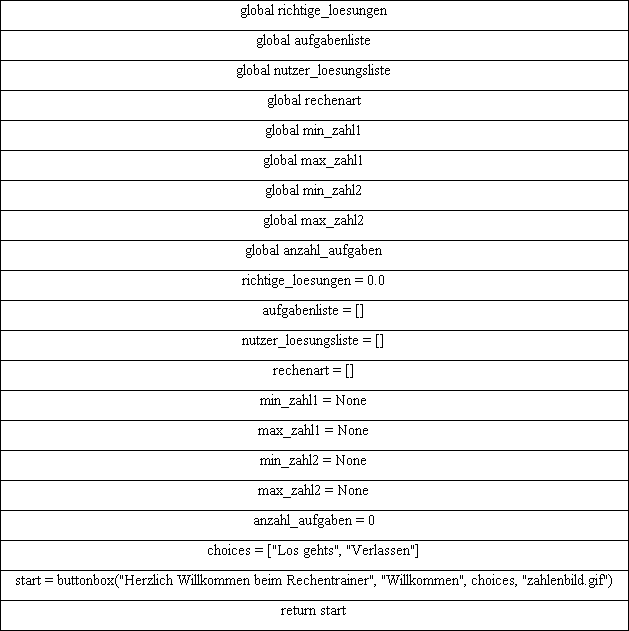 global richtige_loesungen
global aufgabenliste
global nutzer_loesungsliste
global rechenart
global min_zahl1
global max_zahl1
global min_zahl2
global max_zahl2
global anzahl_aufgaben
richtige_loesungen = 0.0
aufgabenliste = []
nutzer_loesungsliste = []
rechenart = []
min_zahl1 = None
max_zahl1 = None
min_zahl2 = None
max_zahl2 = None
anzahl_aufgaben = 0
choices = ["Los gehts", "Verlassen"]
start = buttonbox("Herzlich Willkommen beim Rechentrainer", "Willkommen", choices, "zahlenbild.gif")
return start